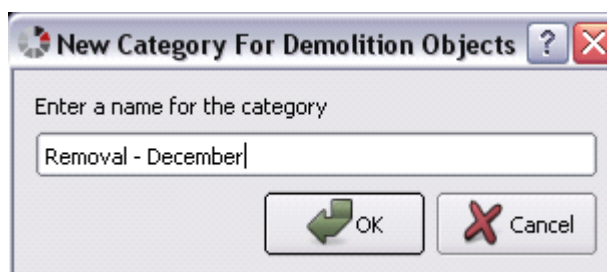 New Category For Demolition Objects ?
Enter a name for the category
Removal - December
OK Cancel